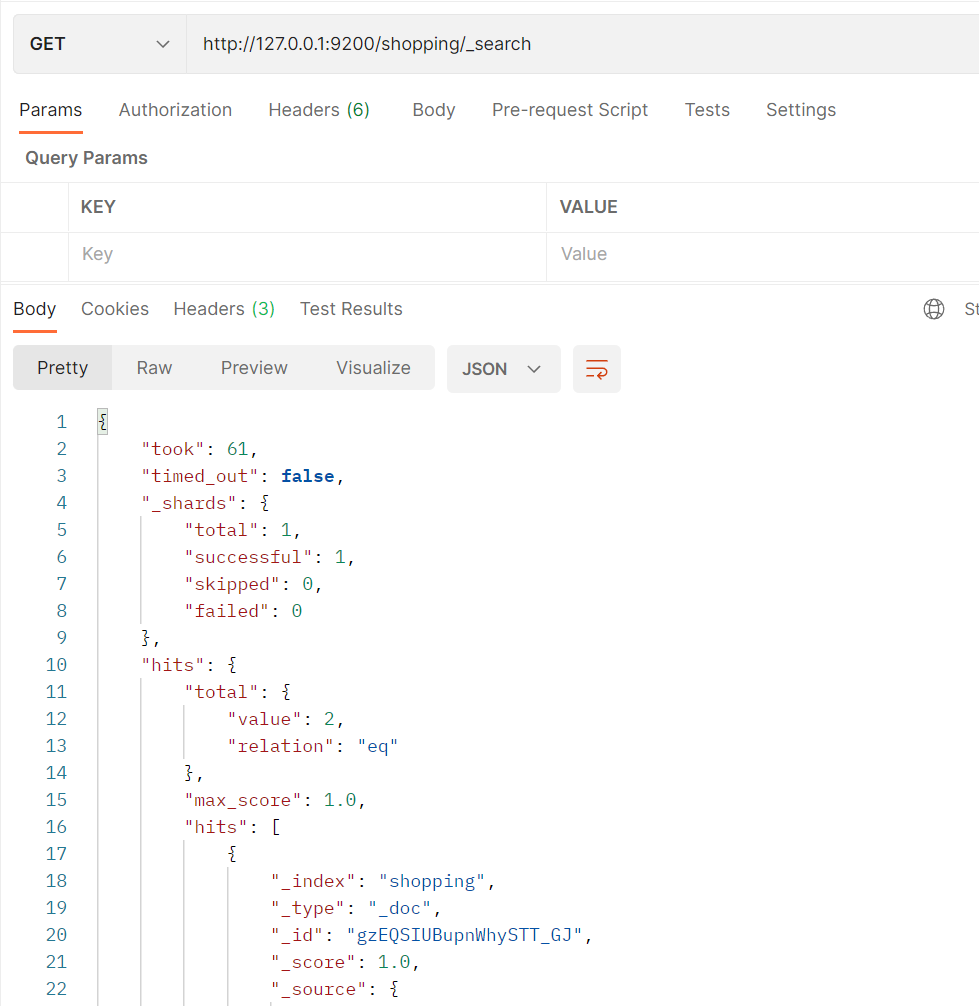 GET http://127.0.0.1:9200/shopping/_search
Params Authorization Headers (6) Body Pre-request Script Tests Settings
Query Params
KEY VALUE
Key Value
Body Cookies Headers (3) Test Results St
Pretty Raw Preview Visualize JSON
1 {
2 "took": 61,
3 "timed_out": false,
4 "_shards": {
5 "total": 1,
6 "successful": 1,
7 "skipped": 0,
8 "failed": 0
9 },
10 "hits": {
11 "total": {
12 "value": 2,
13 "relation": "eq"
14 },
15 "max_score": 1.0,
16 "hits": [
17 {
18 "_index": "shopping",
19 "_type": "_doc",
20 "_id": "gzEQSIUBupnWhySTT_GJ",
21 "_score": 1.0,
22 "_source": {